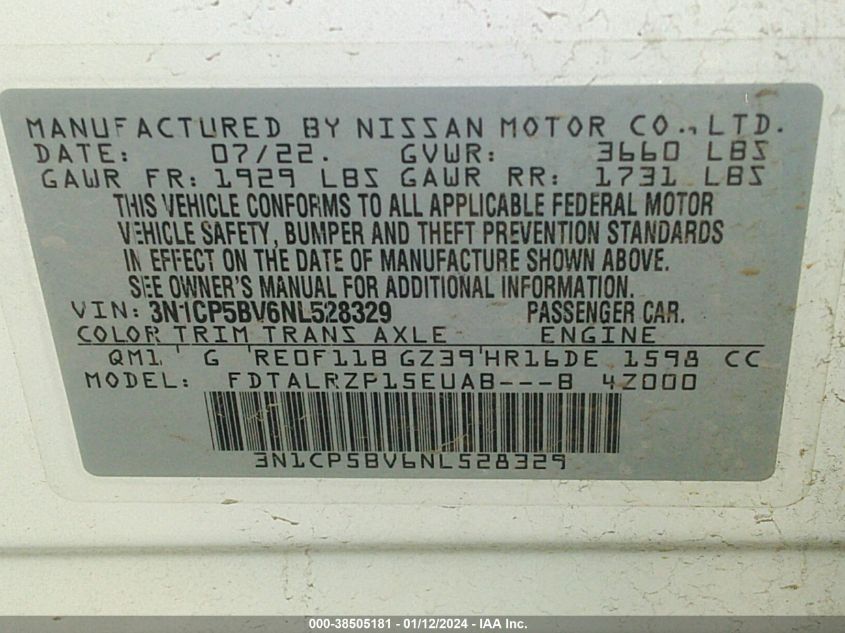 MANUFACTURED BY NISSAN MOTOR CO., LTD.
DATE: 07/22. GVWR: 3660 LBS
GAWR FR: 1929 LBS GAWR RR: 1731 LBS
THIS VEHICLE CONFORMS TO ALL APPLICABLE FEDERAL MOTOR
VEHICLE SAFETY, BUMPER AND THEFT PREVENTION STANDARDS
IN EFFECT ON THE DATE OF MANUFACTURE SHOWN ABOVE.
SEE OWNER'S MANUAL FOR ADDITIONAL INFORMATION.
VIN: 3N1CP5BV6NL528329 PASSENGER CAR.
COLOR TRIM TRANS AXLE ENGINE
QM1 G RE0F11B GZ39 HR16DE 1598 CC
MODEL: FDTALRZP15EUAB---B 4Z000
3N1CP5BV6NL528329
000-38505181 - 01/12/2024 - IAA Inc.